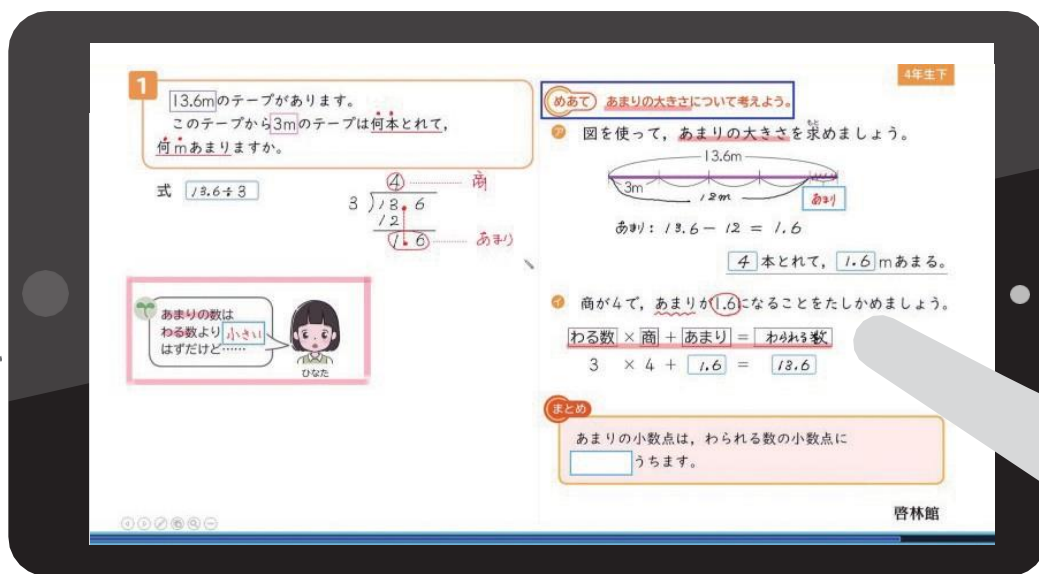 1
13.6mのテープがあります。
このテープから3mのテープは何本とれて，
何mあまりますか。
式 13.6÷3
4 商
3 13.6
12
1.6 あまり
あまりの数は
わる数より 小さい
はずだけど……
ひなた
4年生下
めあて あまりの大きさについて考えよう。
ア 図を使って，あまりの大きさを求めましょう。
もと
13.6m
3m
12m
あまり
あまり：13.6－12＝1.6
4本とれて，1.6mあまる。
イ 商が4で，あまりが1.6になることをたしかめましょう。
わる数×商＋あまり＝わられる数
3 × 4 ＋ 1.6 ＝ 13.6
まとめ
あまりの小数点は，わられる数の小数点に
うちます。
啓林館